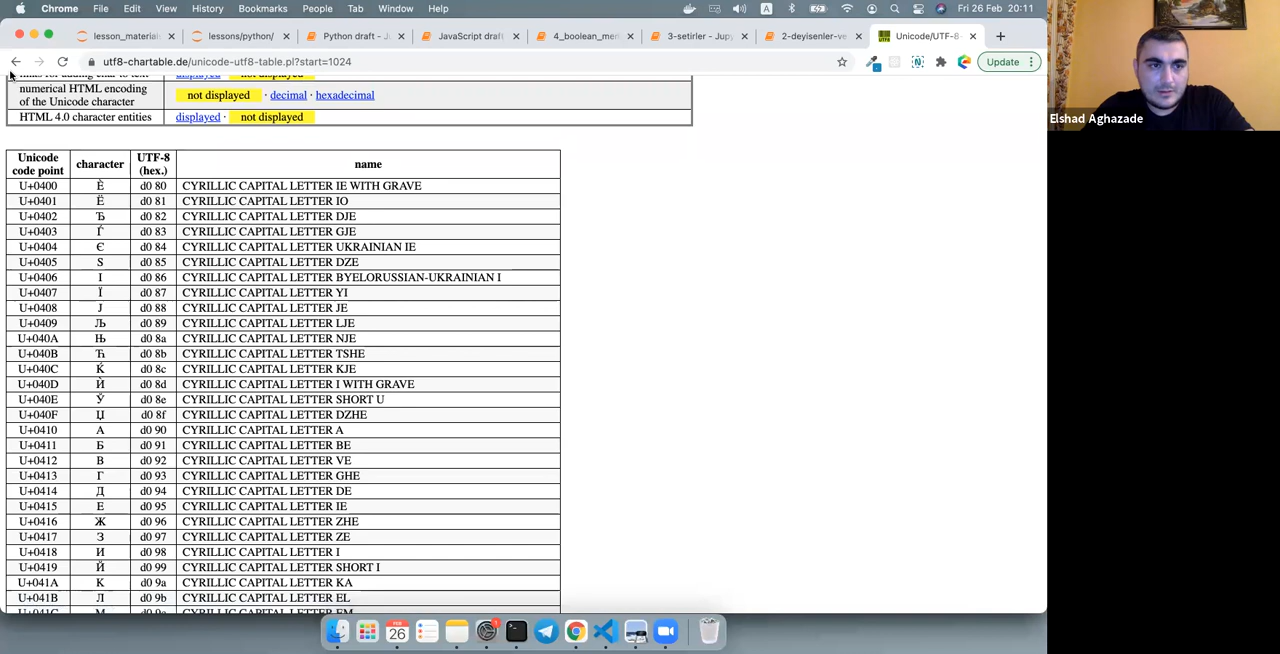 Chrome File Edit View History Bookmarks People Tab Window Help A Fri 26 Feb 20:11
lesson_material lessons/python/ Python draft - Ju JavaScript draft 4_boolean_men 3-setirler - Jupy 2-deyisenler-ve Unicode/UTF-8-
utf8-chartable.de/unicode-utf8-table.pl?start=1024 Update
displayed · not displayed
numerical HTML encoding
of the Unicode character not displayed · decimal · hexadecimal
HTML 4.0 character entities displayed · not displayed
Elshad Aghazade
Unicode code point character UTF-8 (hex.) name
U+0400 Ѐ d0 80 CYRILLIC CAPITAL LETTER IE WITH GRAVE
U+0401 Ё d0 81 CYRILLIC CAPITAL LETTER IO
U+0402 Ђ d0 82 CYRILLIC CAPITAL LETTER DJE
U+0403 Ѓ d0 83 CYRILLIC CAPITAL LETTER GJE
U+0404 Є d0 84 CYRILLIC CAPITAL LETTER UKRAINIAN IE
U+0405 Ѕ d0 85 CYRILLIC CAPITAL LETTER DZE
U+0406 І d0 86 CYRILLIC CAPITAL LETTER BYELORUSSIAN-UKRAINIAN I
U+0407 Ї d0 87 CYRILLIC CAPITAL LETTER YI
U+0408 Ј d0 88 CYRILLIC CAPITAL LETTER JE
U+0409 Љ d0 89 CYRILLIC CAPITAL LETTER LJE
U+040A Њ d0 8a CYRILLIC CAPITAL LETTER NJE
U+040B Ћ d0 8b CYRILLIC CAPITAL LETTER TSHE
U+040C Ќ d0 8c CYRILLIC CAPITAL LETTER KJE
U+040D Ѝ d0 8d CYRILLIC CAPITAL LETTER I WITH GRAVE
U+040E Ў d0 8e CYRILLIC CAPITAL LETTER SHORT U
U+040F Џ d0 8f CYRILLIC CAPITAL LETTER DZHE
U+0410 А d0 90 CYRILLIC CAPITAL LETTER A
U+0411 Б d0 91 CYRILLIC CAPITAL LETTER BE
U+0412 В d0 92 CYRILLIC CAPITAL LETTER VE
U+0413 Г d0 93 CYRILLIC CAPITAL LETTER GHE
U+0414 Д d0 94 CYRILLIC CAPITAL LETTER DE
U+0415 Е d0 95 CYRILLIC CAPITAL LETTER IE
U+0416 Ж d0 96 CYRILLIC CAPITAL LETTER ZHE
U+0417 З d0 97 CYRILLIC CAPITAL LETTER ZE
U+0418 И d0 98 CYRILLIC CAPITAL LETTER I
U+0419 Й d0 99 CYRILLIC CAPITAL LETTER SHORT I
U+041A К d0 9a CYRILLIC CAPITAL LETTER KA
U+041B Л d0 9b CYRILLIC CAPITAL LETTER EL
FEB 26